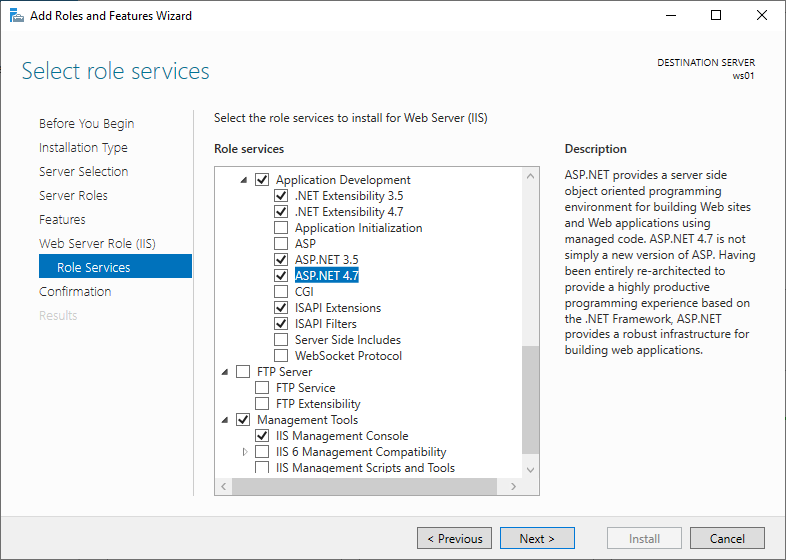 Add Roles and Features Wizard
Select role services
DESTINATION SERVER
ws01
Before You Begin
Installation Type
Server Selection
Server Roles
Features
Web Server Role (IIS)
Role Services
Confirmation
Results
Select the role services to install for Web Server (IIS)
Role services
Application Development
.NET Extensibility 3.5
.NET Extensibility 4.7
Application Initialization
ASP
ASP.NET 3.5
ASP.NET 4.7
CGI
ISAPI Extensions
ISAPI Filters
Server Side Includes
WebSocket Protocol
FTP Server
FTP Service
FTP Extensibility
Management Tools
IIS Management Console
IIS 6 Management Compatibility
IIS Management Scripts and Tools
Description
ASP.NET provides a server side
object oriented programming
environment for building Web sites
and Web applications using
managed code. ASP.NET 4.7 is not
simply a new version of ASP. Having
been entirely re-architected to
provide a highly productive
programming experience based on
the .NET Framework, ASP.NET
provides a robust infrastructure for
building web applications.
< Previous
Next >
Install
Cancel